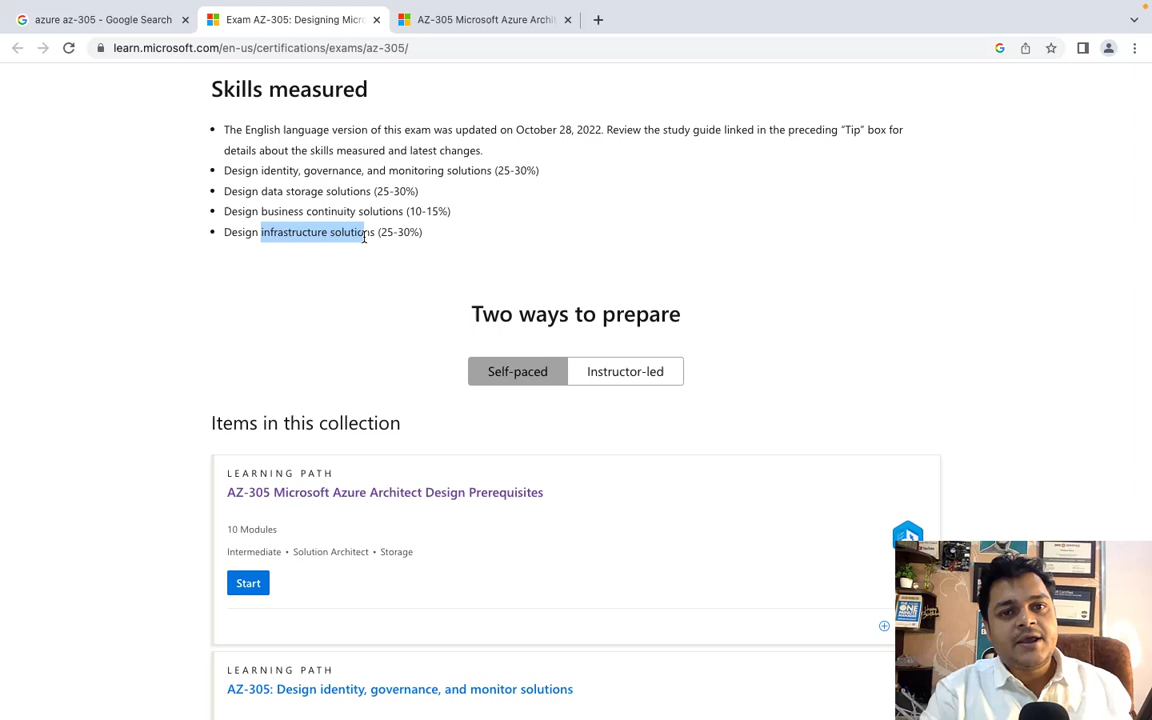 azure az-305 - Google Search
Exam AZ-305: Designing Micr
AZ-305 Microsoft Azure Archit
learn.microsoft.com/en-us/certifications/exams/az-305/
Skills measured
The English language version of this exam was updated on October 28, 2022. Review the study guide linked in the preceding “Tip” box for
details about the skills measured and latest changes.
Design identity, governance, and monitoring solutions (25-30%)
Design data storage solutions (25-30%)
Design business continuity solutions (10-15%)
Design infrastructure solutions (25-30%)
Two ways to prepare
Self-paced
Instructor-led
Items in this collection
LEARNING PATH
AZ-305 Microsoft Azure Architect Design Prerequisites
10 Modules
Intermediate • Solution Architect • Storage
Start
LEARNING PATH
AZ-305: Design identity, governance, and monitor solutions
ONE
MINUTE